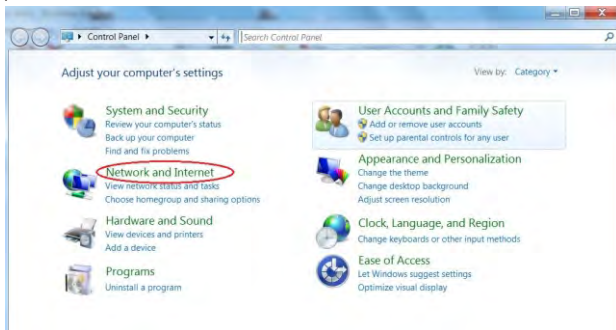 Control Panel
Search Control Panel
Adjust your computer's settings
View by: Category
System and Security
Review your computer's status
Back up your computer
Find and fix problems
Network and Internet
View network status and tasks
Choose homegroup and sharing options
Hardware and Sound
View devices and printers
Add a device
Programs
Uninstall a program
User Accounts and Family Safety
Add or remove user accounts
Set up parental controls for any user
Appearance and Personalization
Change the theme
Change desktop background
Adjust screen resolution
Clock, Language, and Region
Change keyboards or other input methods
Ease of Access
Let Windows suggest settings
Optimize visual display